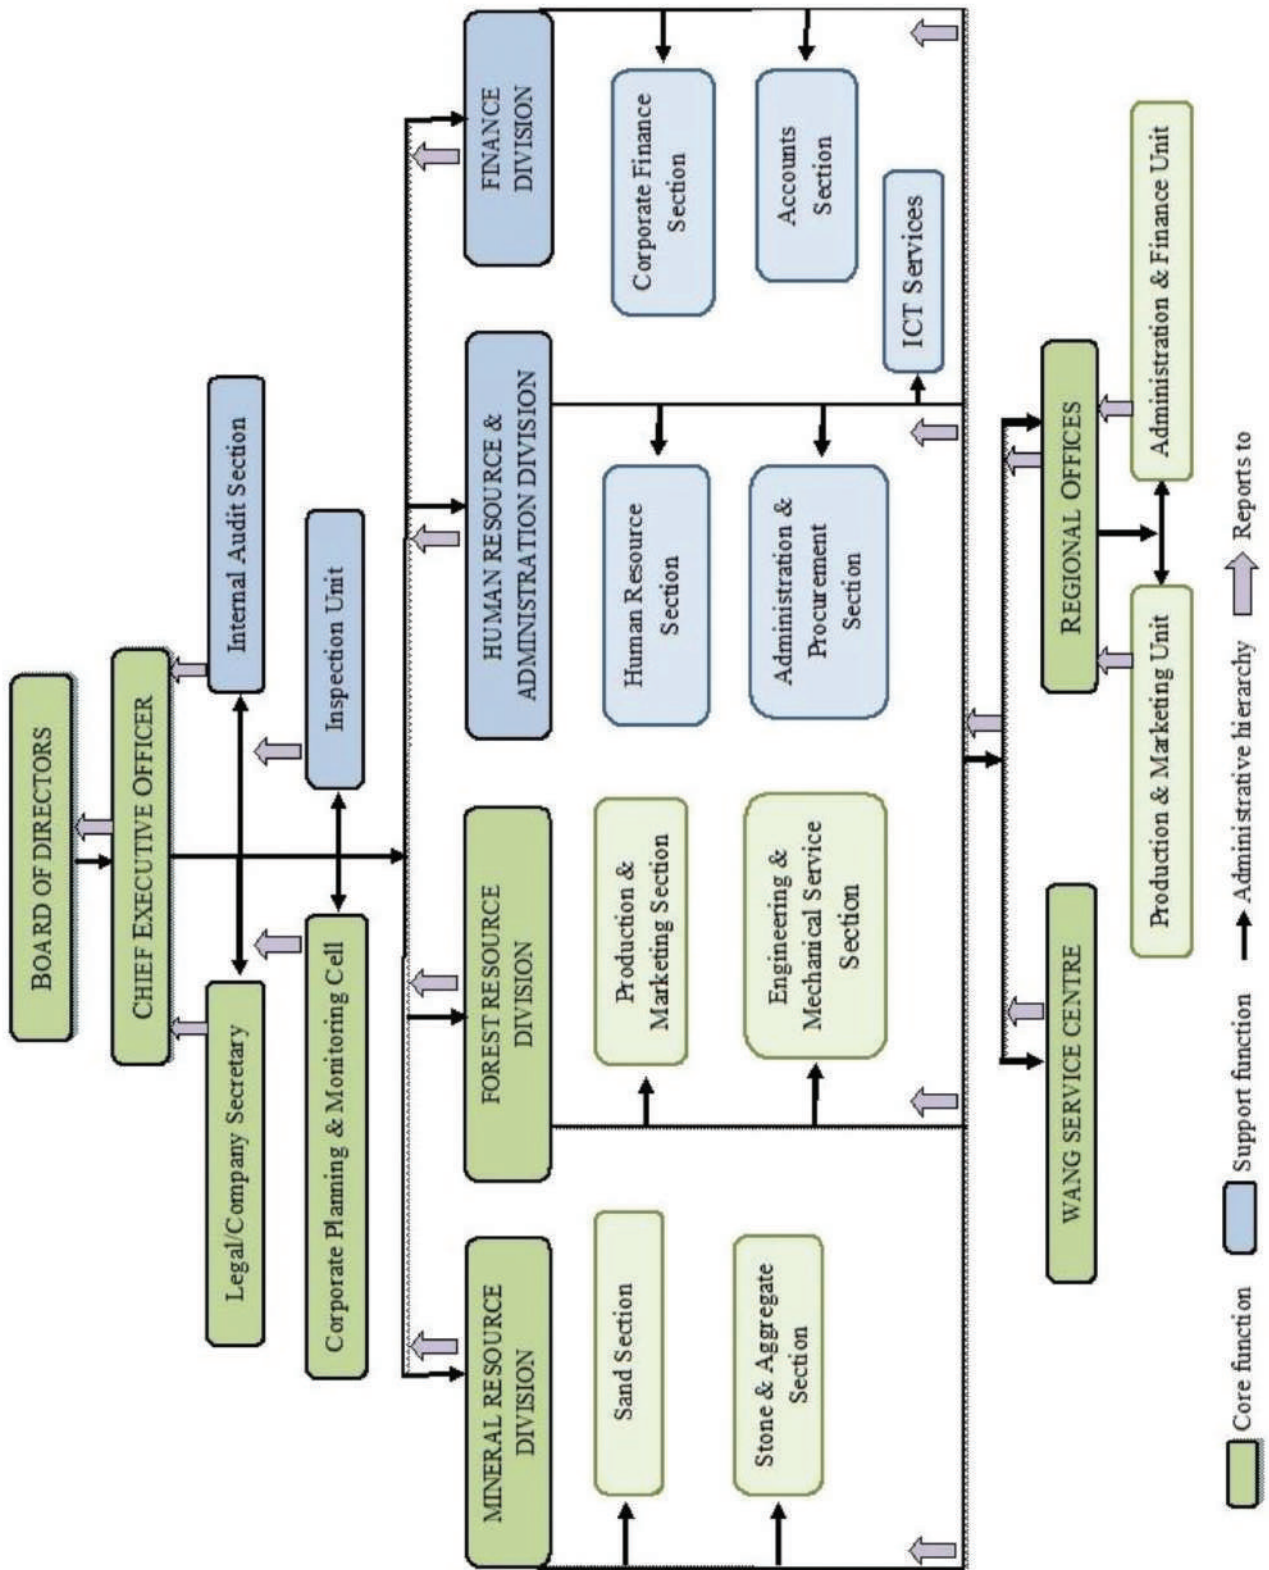 BOARD OF DIRECTORS
CHIEF EXECUTIVE OFFICER
Legal/Company Secretary
Internal Audit Section
Corporate Planning & Monitoring Cell
Inspection Unit
MINERAL RESOURCE
DIVISION
FOREST RESOURCE
DIVISION
HUMAN RESOURCE &
ADMINISTRATION DIVISION
FINANCE
DIVISION
Sand Section
Production &
Marketing Section
Human Resource
Section
Corporate Finance
Section
Stone & Aggregate
Section
Engineering &
Mechanical Service
Section
Administration &
Procurement
Section
Accounts
Section
ICT Services
WANG SERVICE CENTRE
REGIONAL OFFICES
Production & Marketing Unit
Administration & Finance Unit
Core function
Support function
Administrative hierarchy
Reports to